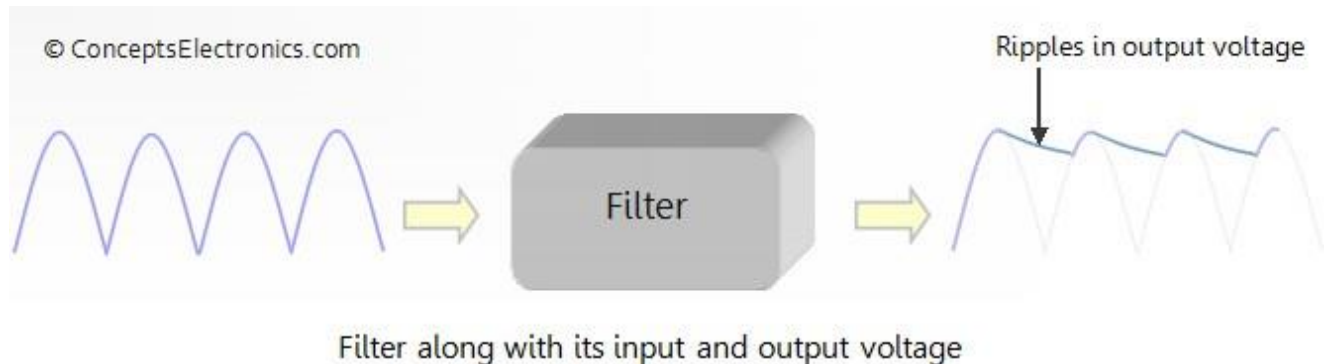 © ConceptsElectronics.com
Ripples in output voltage
Filter
Filter along with its input and output voltage